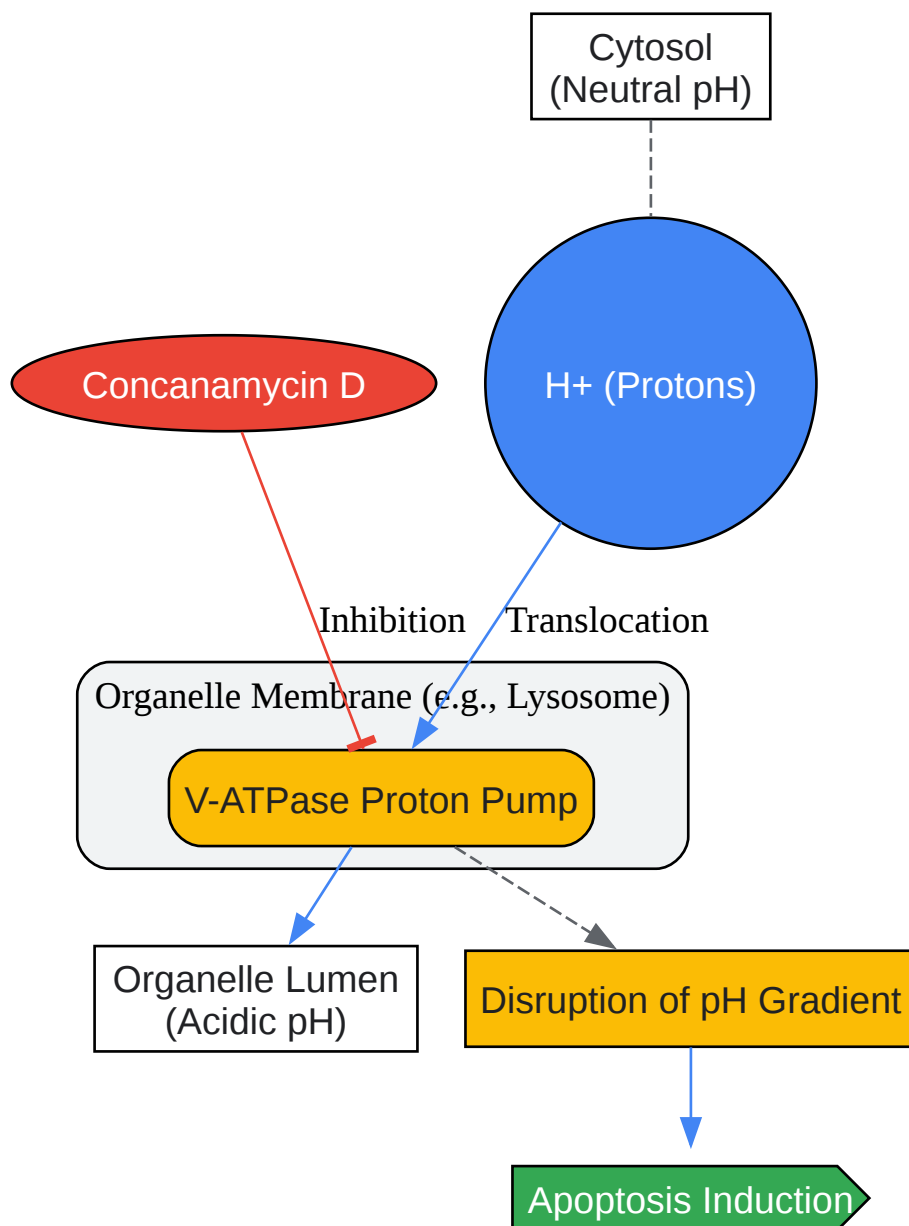 Cytosol
(Neutral pH)
Concanamycin D
H+ (Protons)
Inhibition
Translocation
Organelle Membrane (e.g., Lysosome)
V-ATPase Proton Pump
Organelle Lumen
(Acidic pH)
Disruption of pH Gradient
Apoptosis Induction